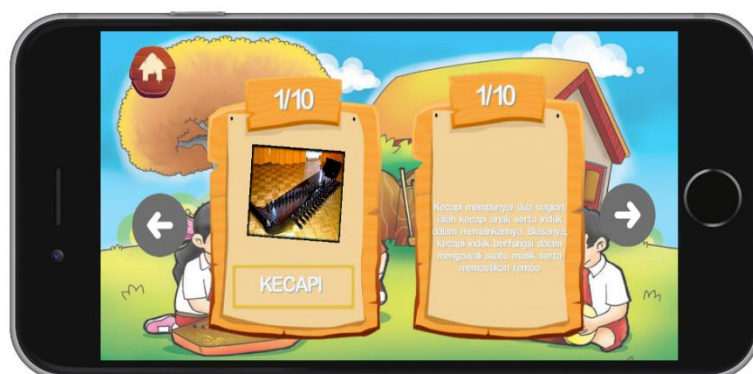 1/10
KECAPI
1/10
Kecapi mempunyai dua bagian,
ialah kecapi anak serta induk
dalam memainkannya. Biasanya,
kecapi induk berfungsi dalam
mengawali suatu musik serta
memastikan tempo